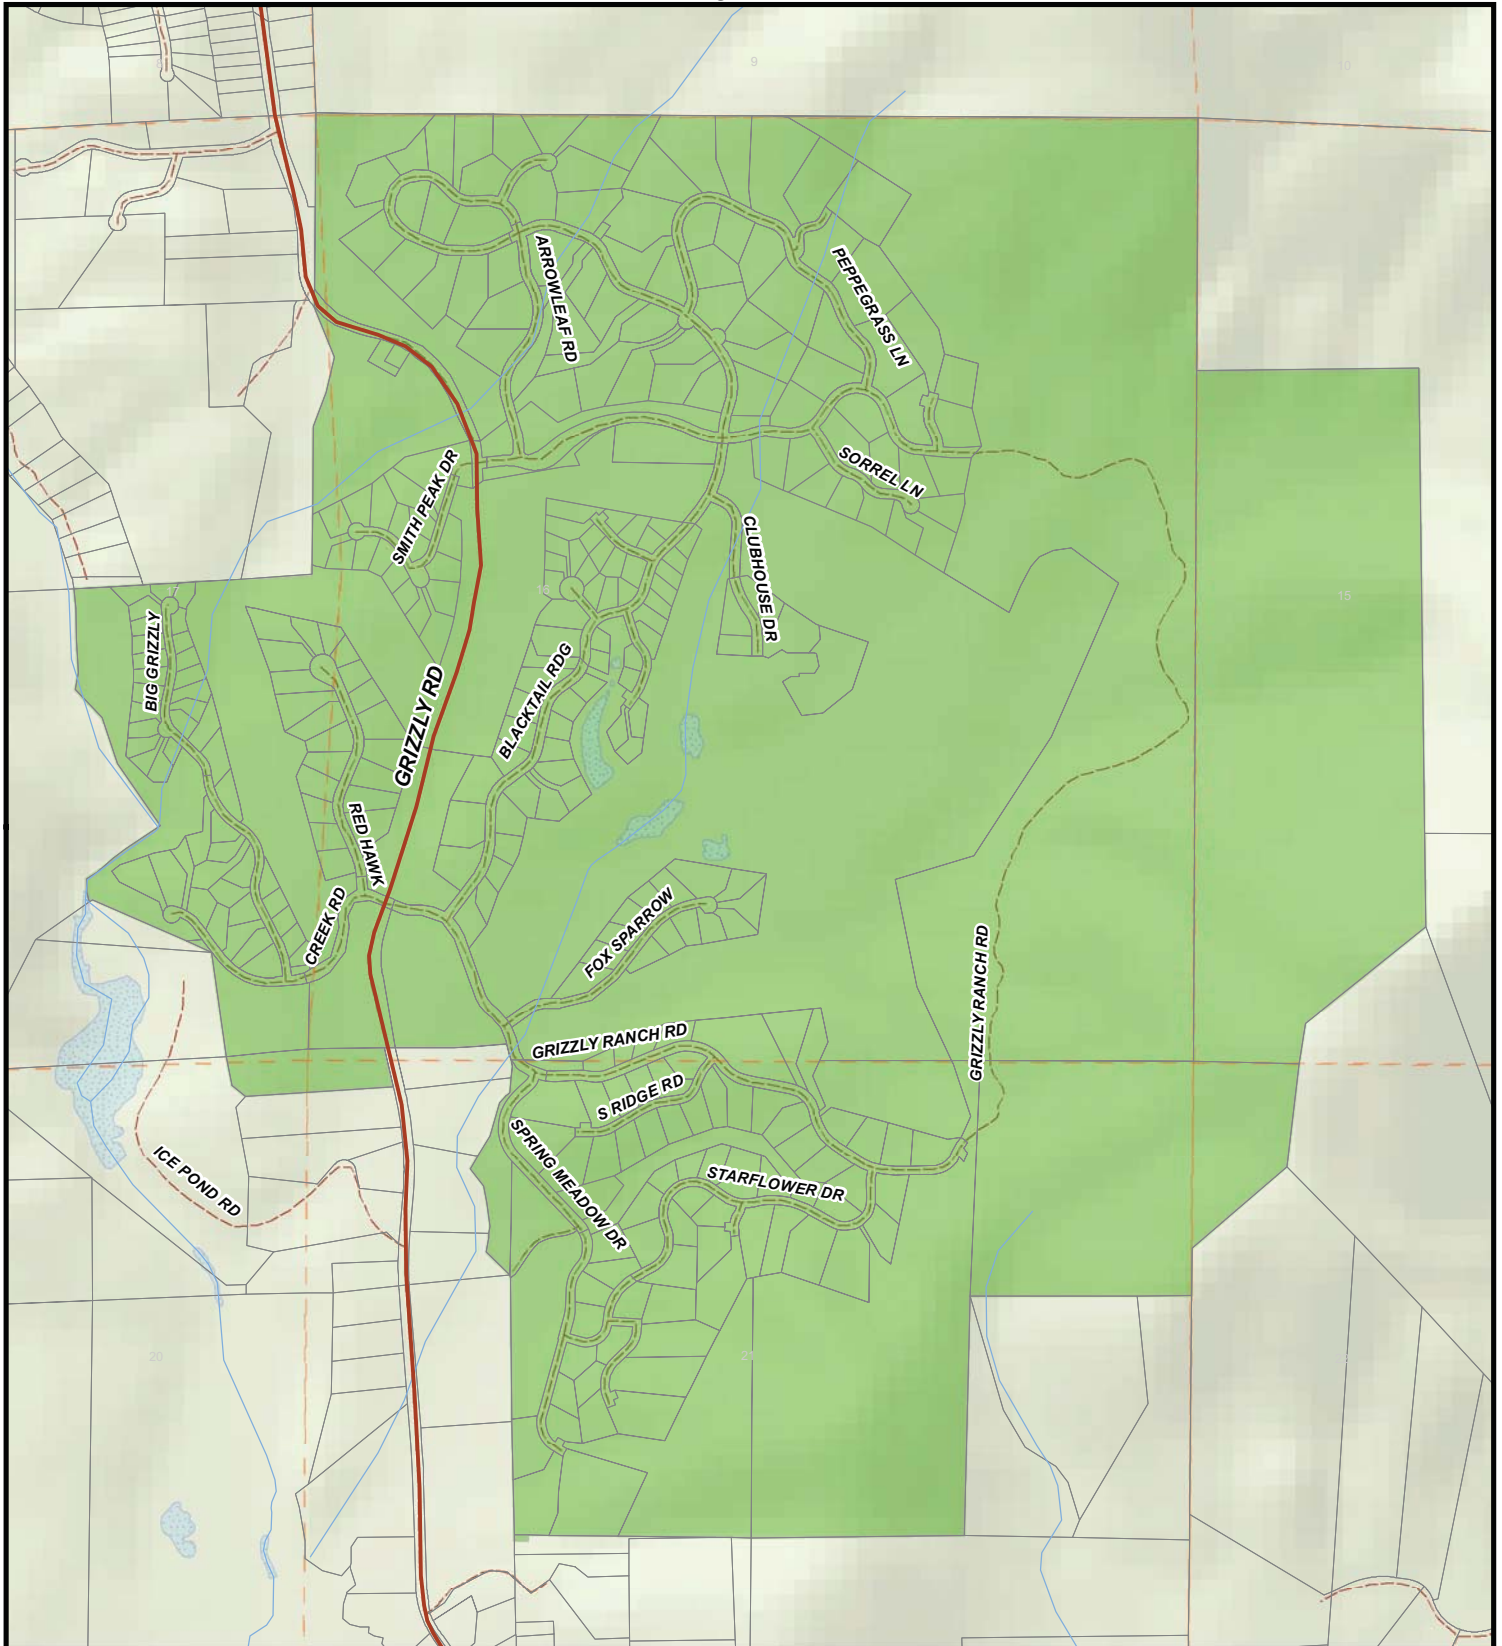 9
10
ARROWLEAF RD
PEPPEGRASS LN
SMITH PEAK DR
SORREL LN
CLUBHOUSE DR
16
15
BIG GRIZZLY
GRIZZLY RD
BLACKTAIL RDG
RED HAWK
CREEK RD
FOX SPARROW
GRIZZLY RANCH RD
GRIZZLY RANCH RD
S RIDGE RD
SPRING MEADOW DR
ICE POND RD
STARFLOWER DR
20
21